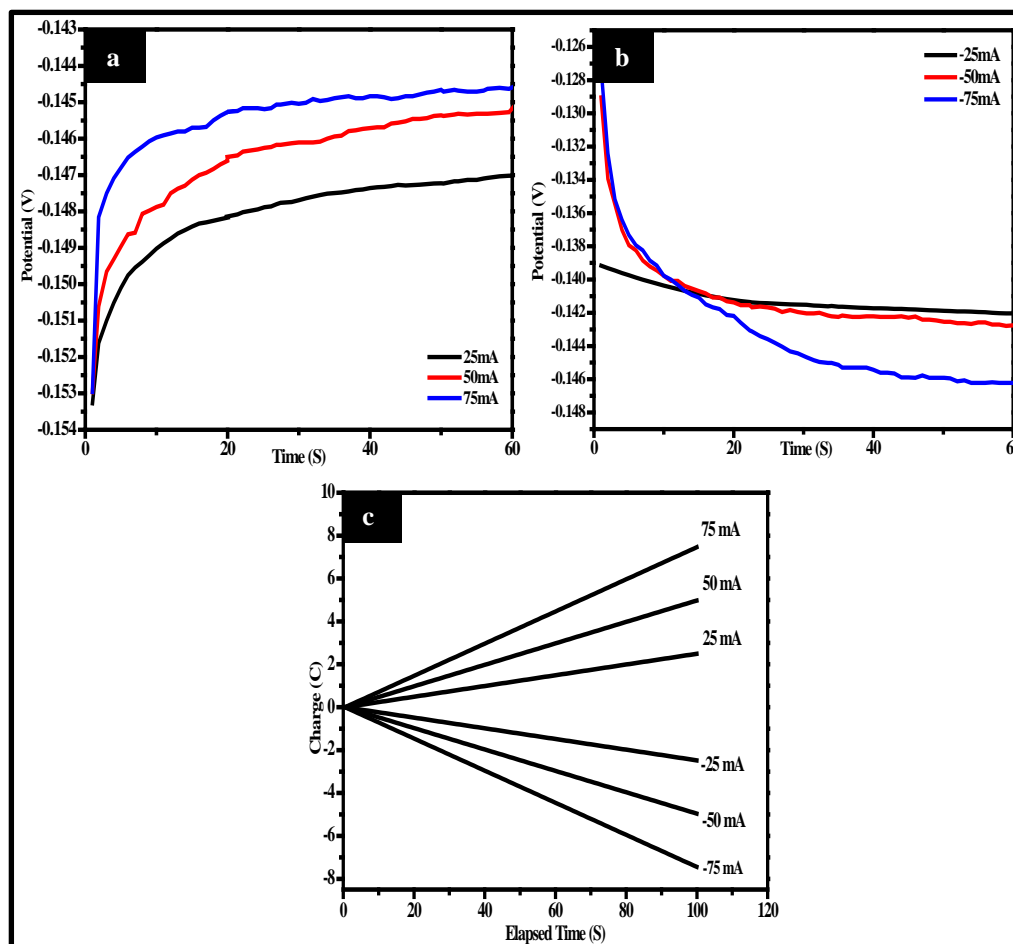 a
-0.143
-0.144
-0.145
-0.146
-0.147
-0.148
-0.149
-0.150
-0.151
-0.152
-0.153
-0.154
Potential (V)
25mA
50mA
75mA
0 20 40 60
Time (S)
b
-0.126
-0.128
-0.130
-0.132
-0.134
-0.136
-0.138
-0.140
-0.142
-0.144
-0.146
-0.148
Potential (V)
-25mA
-50mA
-75mA
0 20 40 6
Time (S)
c
10
8
6
4
2
0
-2
-4
-6
-8
Charge (C)
75 mA
50 mA
25 mA
-25 mA
-50 mA
-75 mA
0 20 40 60 80 100 120
Elapsed Time (S)